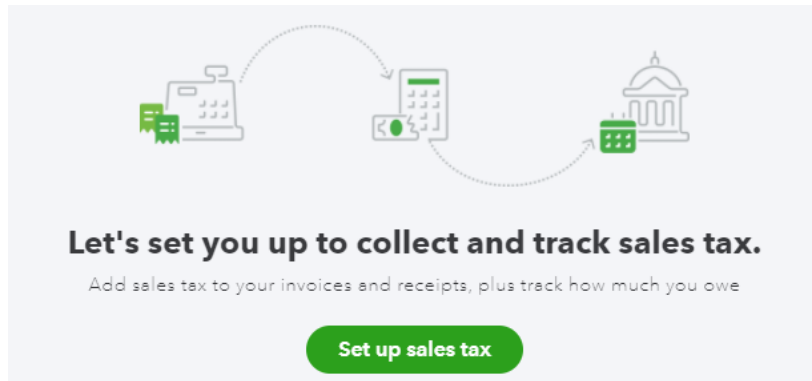 Let's set you up to collect and track sales tax.
Add sales tax to your invoices and receipts, plus track how much you owe
Set up sales tax